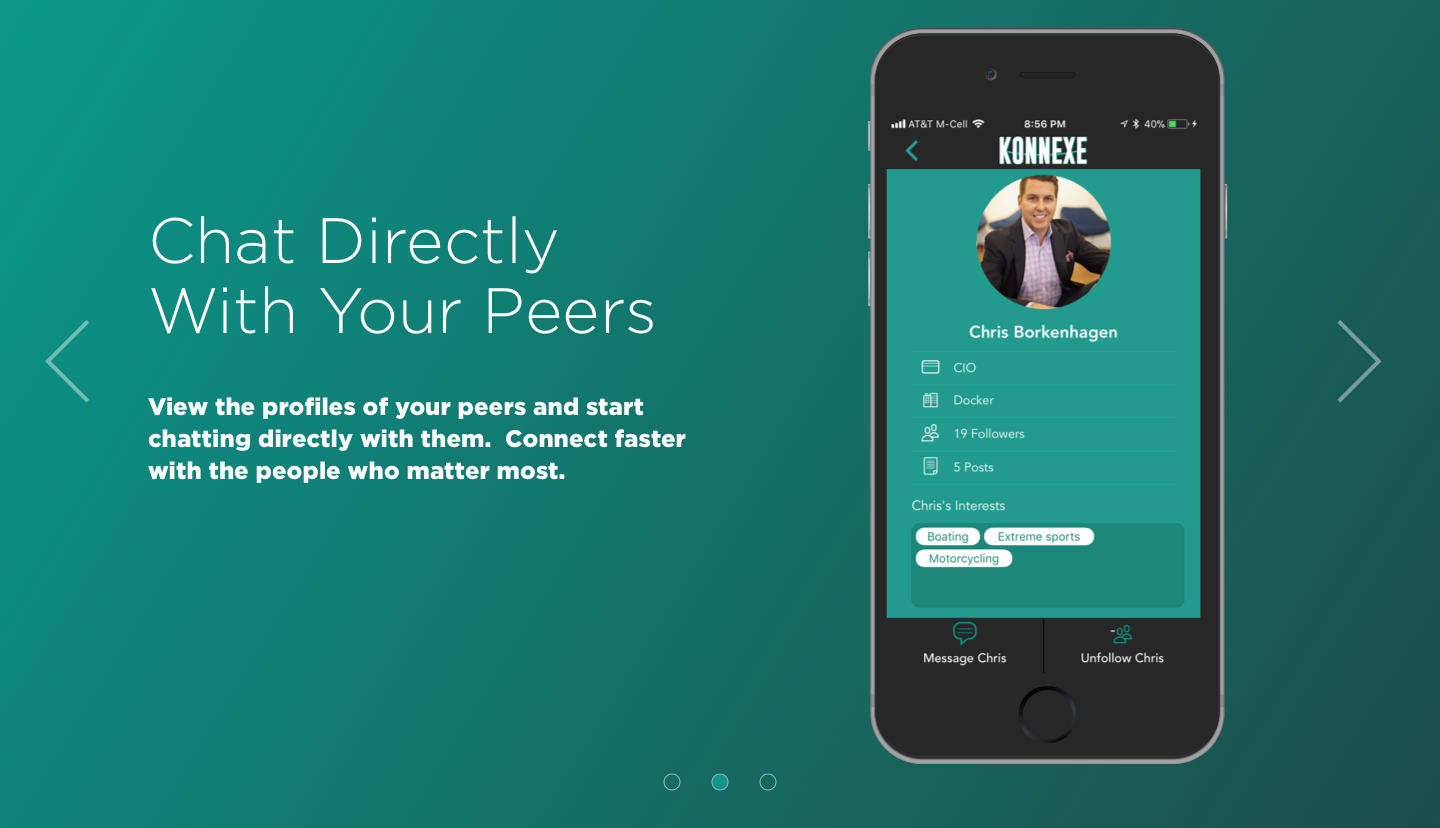 Chat Directly
With Your Peers
View the profiles of your peers and start
chatting directly with them.  Connect faster
with the people who matter most.
AT&T M-Cell 8:56 PM 40%
KONNEXE
Chris Borkenhagen
CIO
Docker
19 Followers
5 Posts
Chris's Interests
Boating Extreme sports
Motorcycling
Message Chris Unfollow Chris